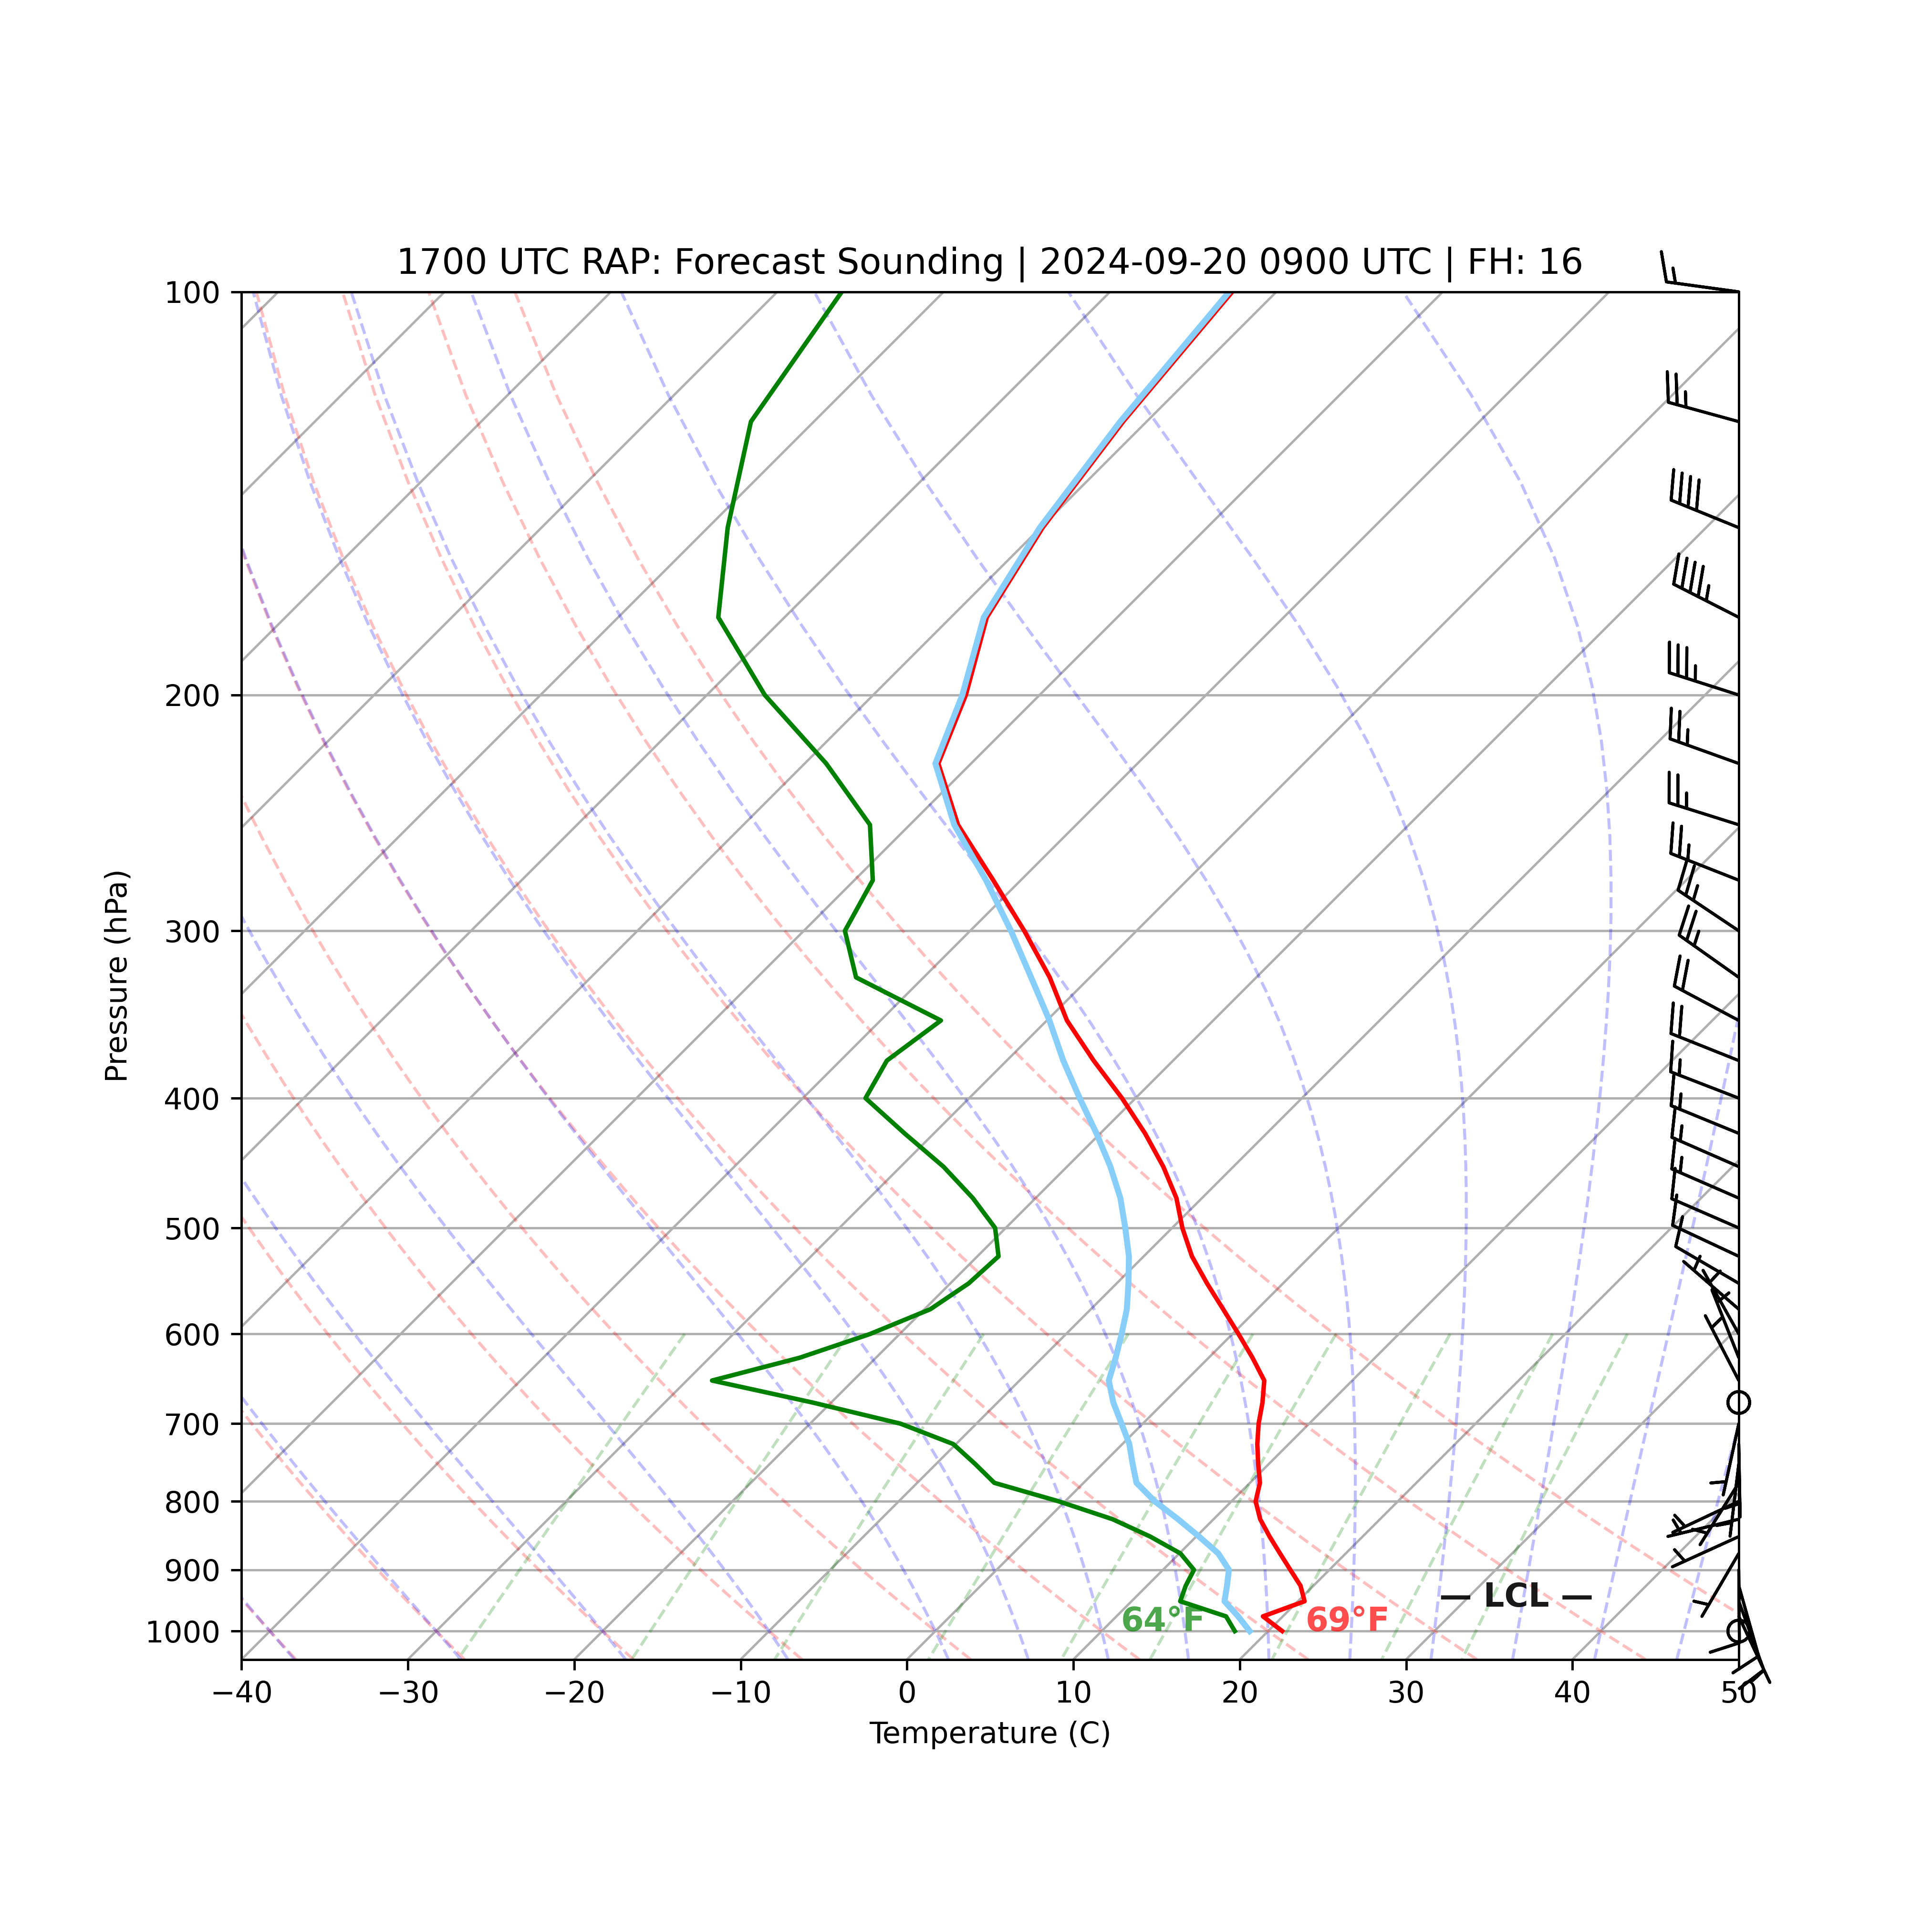 1700 UTC RAP: Forecast Sounding | 2024-09-20 0900 UTC | FH: 16
100
200
300
400
500
600
700
800
900
1000
Pressure (hPa)
— LCL —
64°F
69°F
−40 −30 −20 −10 0 10 20 30 40 50
Temperature (C)